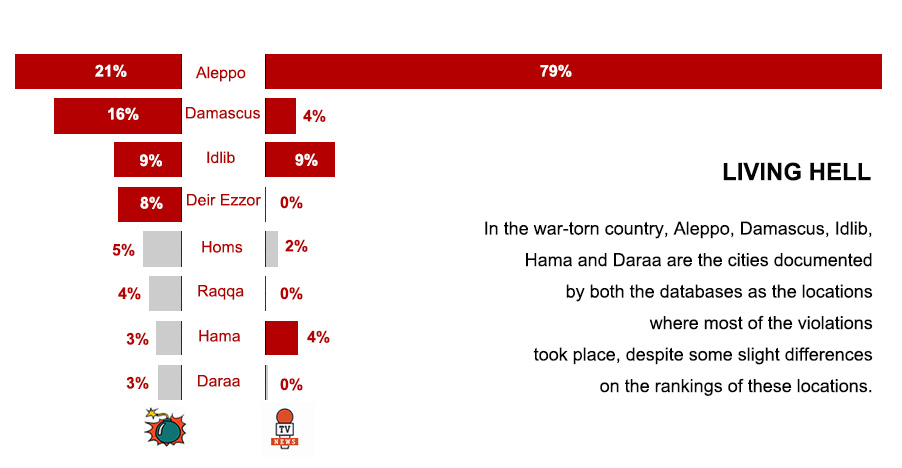 21% Aleppo 79%
16% Damascus 4%
9% Idlib 9%
8% Deir Ezzor 0%
5% Homs 2%
4% Raqqa 0%
3% Hama 4%
3% Daraa 0%
TV
NEWS
LIVING HELL
In the war-torn country, Aleppo, Damascus, Idlib,
Hama and Daraa are the cities documented
by both the databases as the locations
where most of the violations
took place, despite some slight differences
on the rankings of these locations.